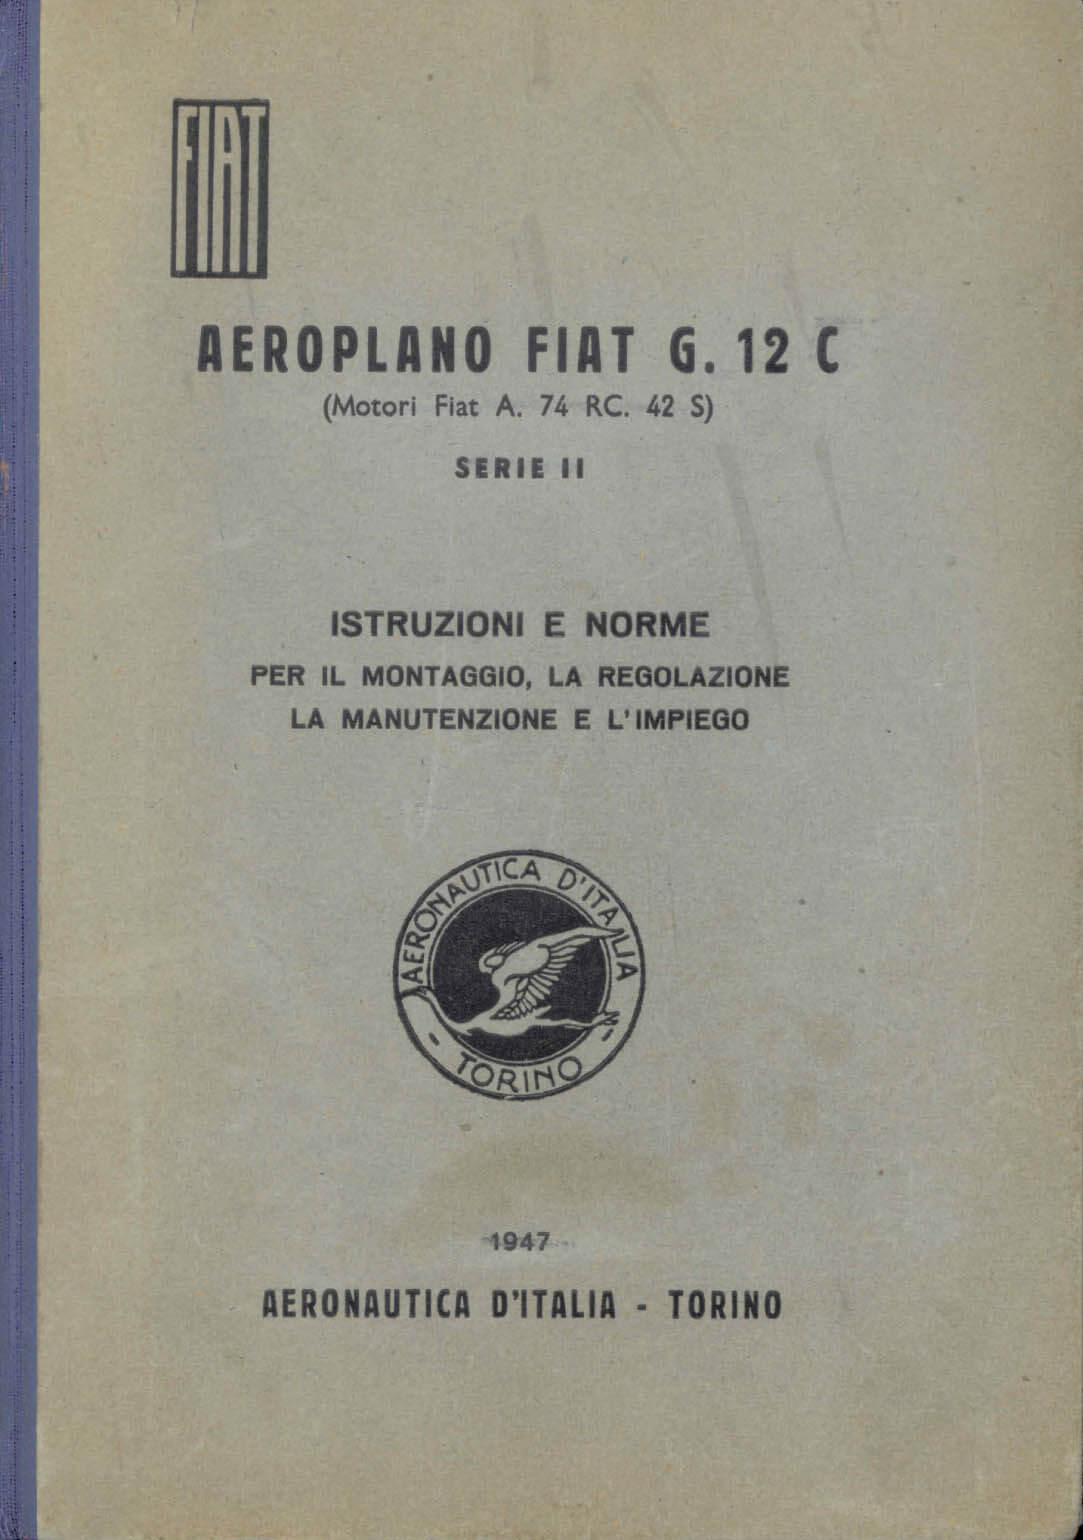 FIAT
AEROPLANO FIAT G. 12 C
(Motori Fiat A. 74 RC. 42 S)
SERIE II
ISTRUZIONI E NORME
PER IL MONTAGGIO, LA REGOLAZIONE
LA MANUTENZIONE E L'IMPIEGO
AERONAUTICA D'ITALIA
- TORINO -
1947
AERONAUTICA D'ITALIA - TORINO